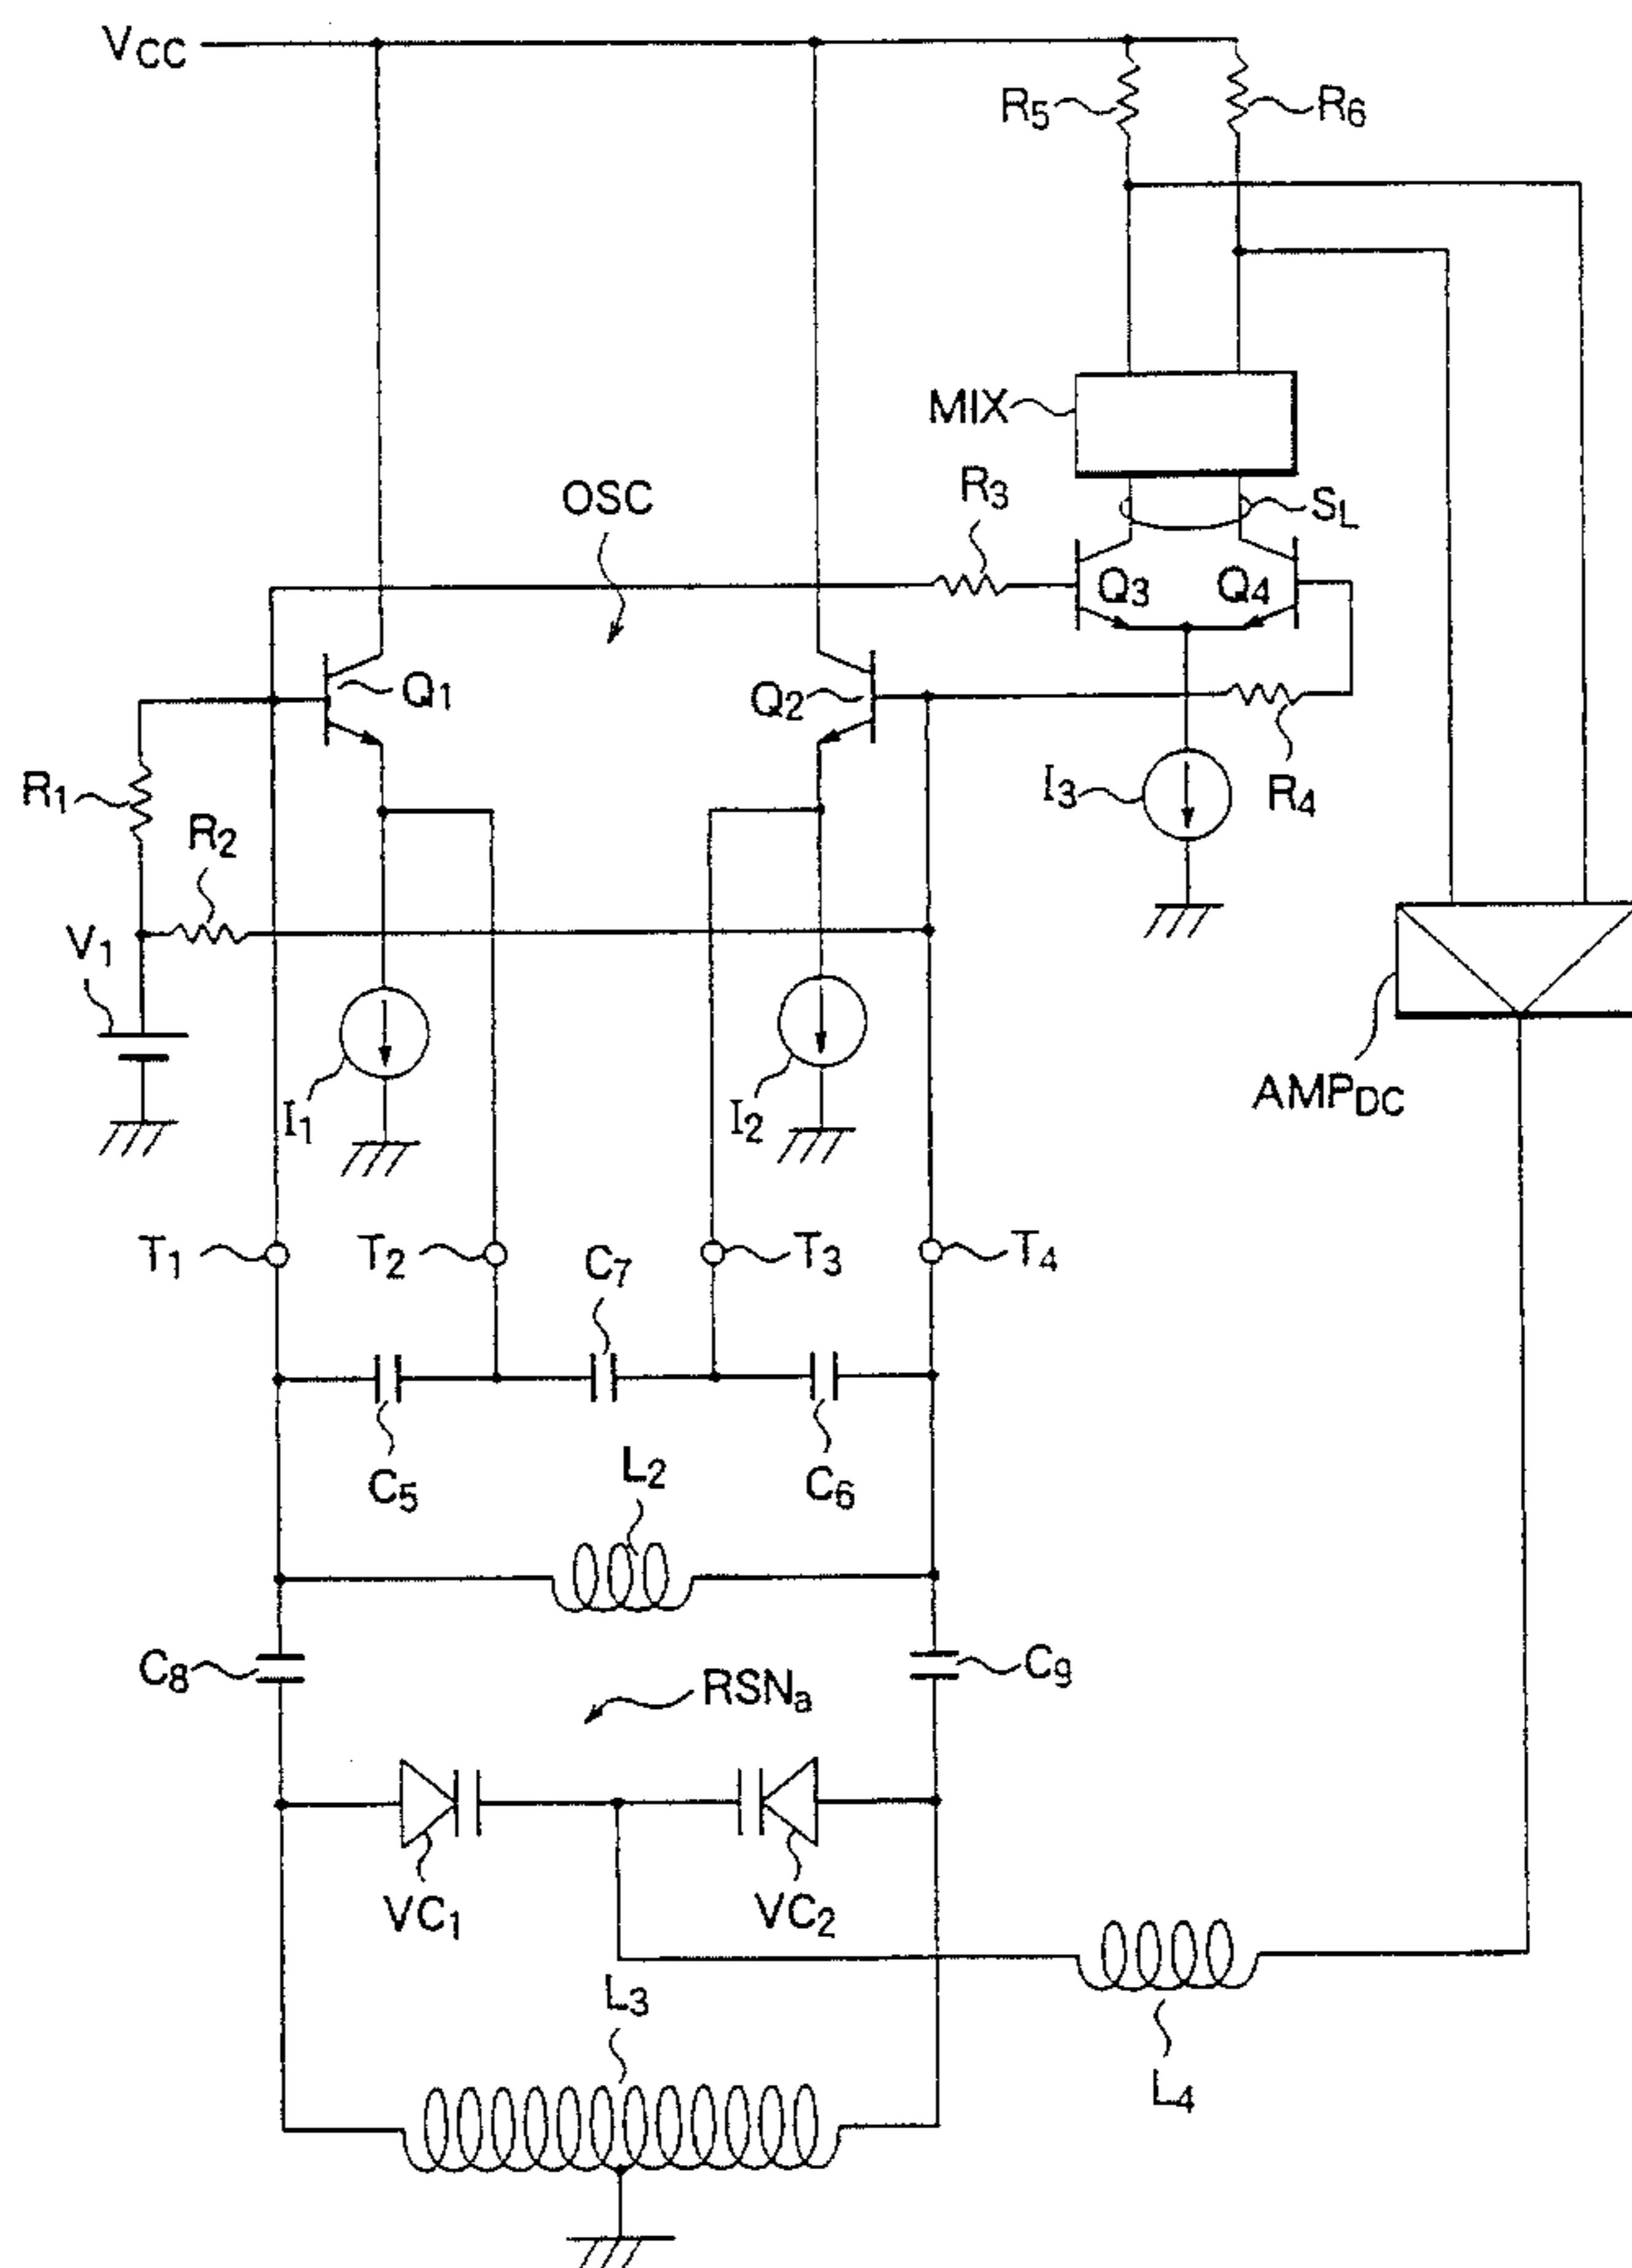 VCC
R5
R6
MIX
R3
SL
OSC
Q3
Q4
Q1
Q2
R1
I3
R4
R2
V1
I1
I2
AMPDC
T1
T2
C7
T3
T4
C5
L2
C6
C8
RSNa
C9
VC1
VC2
L3
L4